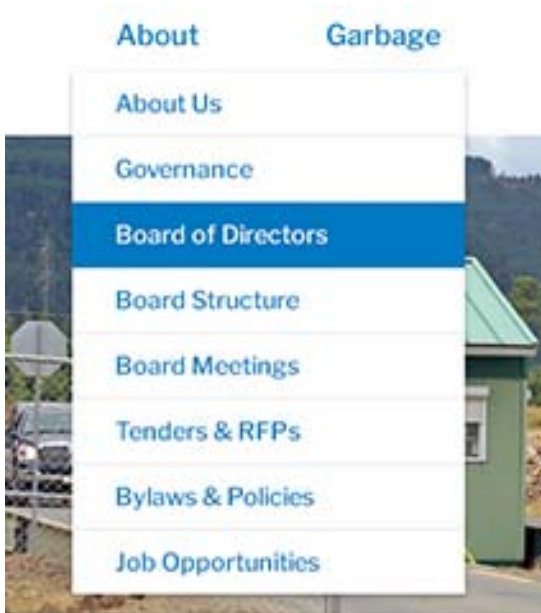 About Garbage
About Us
Governance
Board of Directors
Board Structure
Board Meetings
Tenders & RFPs
Bylaws & Policies
Job Opportunities